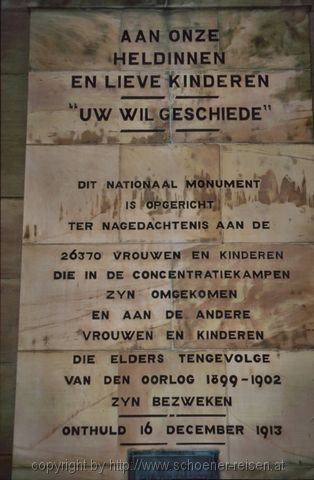 AAN ONZE
HELDINNEN
EN LIEVE KINDEREN
"UW WIL GESCHIEDE"
DIT NATIONAAL MONUMENT
IS OPGERICHT
TER NAGEDACHTENIS AAN DE
26370 VROUWEN EN KINDEREN
DIE IN DE CONCENTRATIEKAMPEN
ZYN OMGEKOMEN
EN AAN DE ANDERE
VROUWEN EN KINDEREN
DIE ELDERS TENGEVOLGE
VAN DEN OORLOG 1899-1902
ZYN BEZWEKEN
ONTHULD 16 DECEMBER 1913
copyright by http://www.schoener-reisen.at